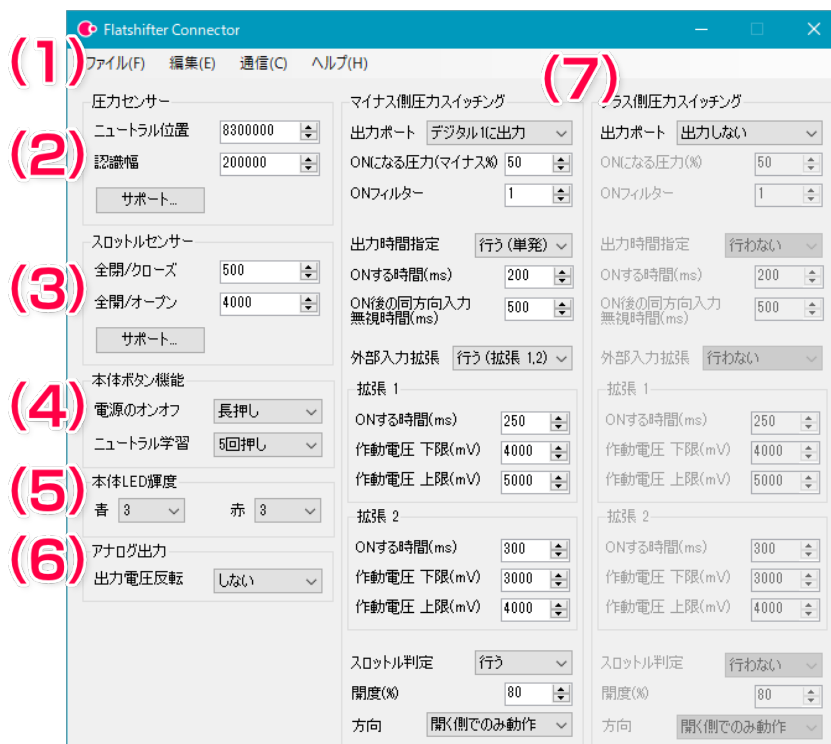 Flatshifter Connector
(1)
ファイル(F) 編集(E) 通信(C) ヘルプ(H)
(2)
圧力センサー
ニュートラル位置 8300000
認識幅 200000
サポート...
(3)
スロットルセンサー
全閉/クローズ 500
全開/オープン 4000
サポート...
(4)
本体ボタン機能
電源のオンオフ 長押し
ニュートラル学習 5回押し
(5)
本体LED輝度
青 3 赤 3
(6)
アナログ出力
出力電圧反転 しない
(7)
マイナス側圧力スイッチング
出力ポート デジタル1に出力
ONになる圧力(マイナス%) 50
ONフィルター 1
出力時間指定 行う(単発)
ONする時間(ms) 200
ON後の同方向入力
無視時間(ms) 500
外部入力拡張 行う(拡張 1,2)
拡張 1
ONする時間(ms) 250
作動電圧 下限(mV) 4000
作動電圧 上限(mV) 5000
拡張 2
ONする時間(ms) 300
作動電圧 下限(mV) 3000
作動電圧 上限(mV) 4000
スロットル判定 行う
開度(%) 80
方向 開く側でのみ動作
プラス側圧力スイッチング
出力ポート 出力しない
ONになる圧力(%) 50
ONフィルター 1
出力時間指定 行わない
ONする時間(ms) 200
ON後の同方向入力
無視時間(ms) 500
外部入力拡張 行わない
拡張 1
ONする時間(ms) 250
作動電圧 下限(mV) 4000
作動電圧 上限(mV) 5000
拡張 2
ONする時間(ms) 300
作動電圧 下限(mV) 3000
作動電圧 上限(mV) 4000
スロットル判定 行わない
開度(%) 80
方向 開く側でのみ動作